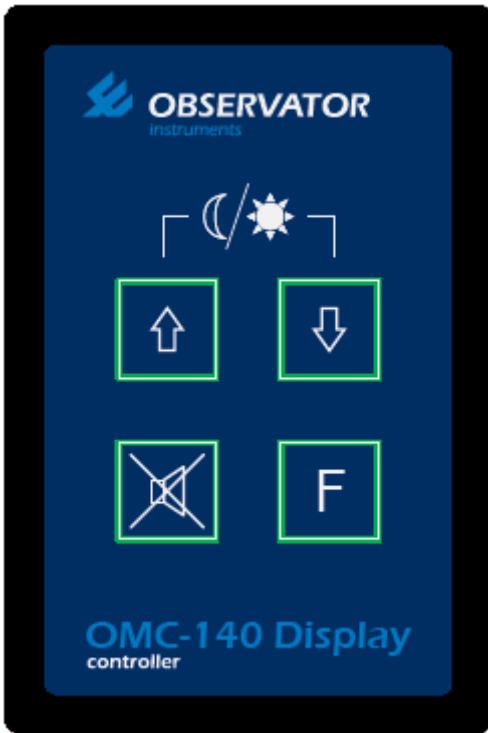 OBSERVATOR
instruments
F
OMC-140 Display
controller